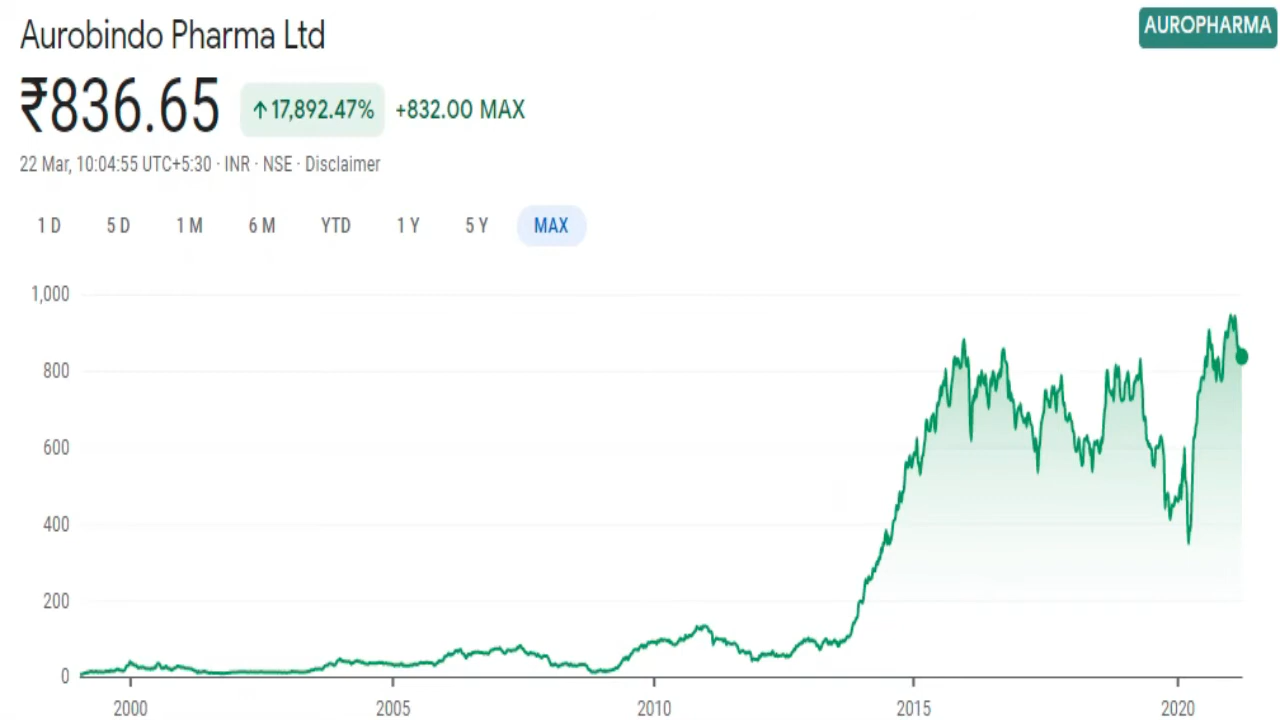 Aurobindo Pharma Ltd
AUROPHARMA
₹836.65 ↑17,892.47% +832.00 MAX
22 Mar, 10:04:55 UTC+5:30 · INR · NSE · Disclaimer
1 D 5 D 1 M 6 M YTD 1 Y 5 Y MAX
1,000
800
600
400
200
0
2000 2005 2010 2015 2020